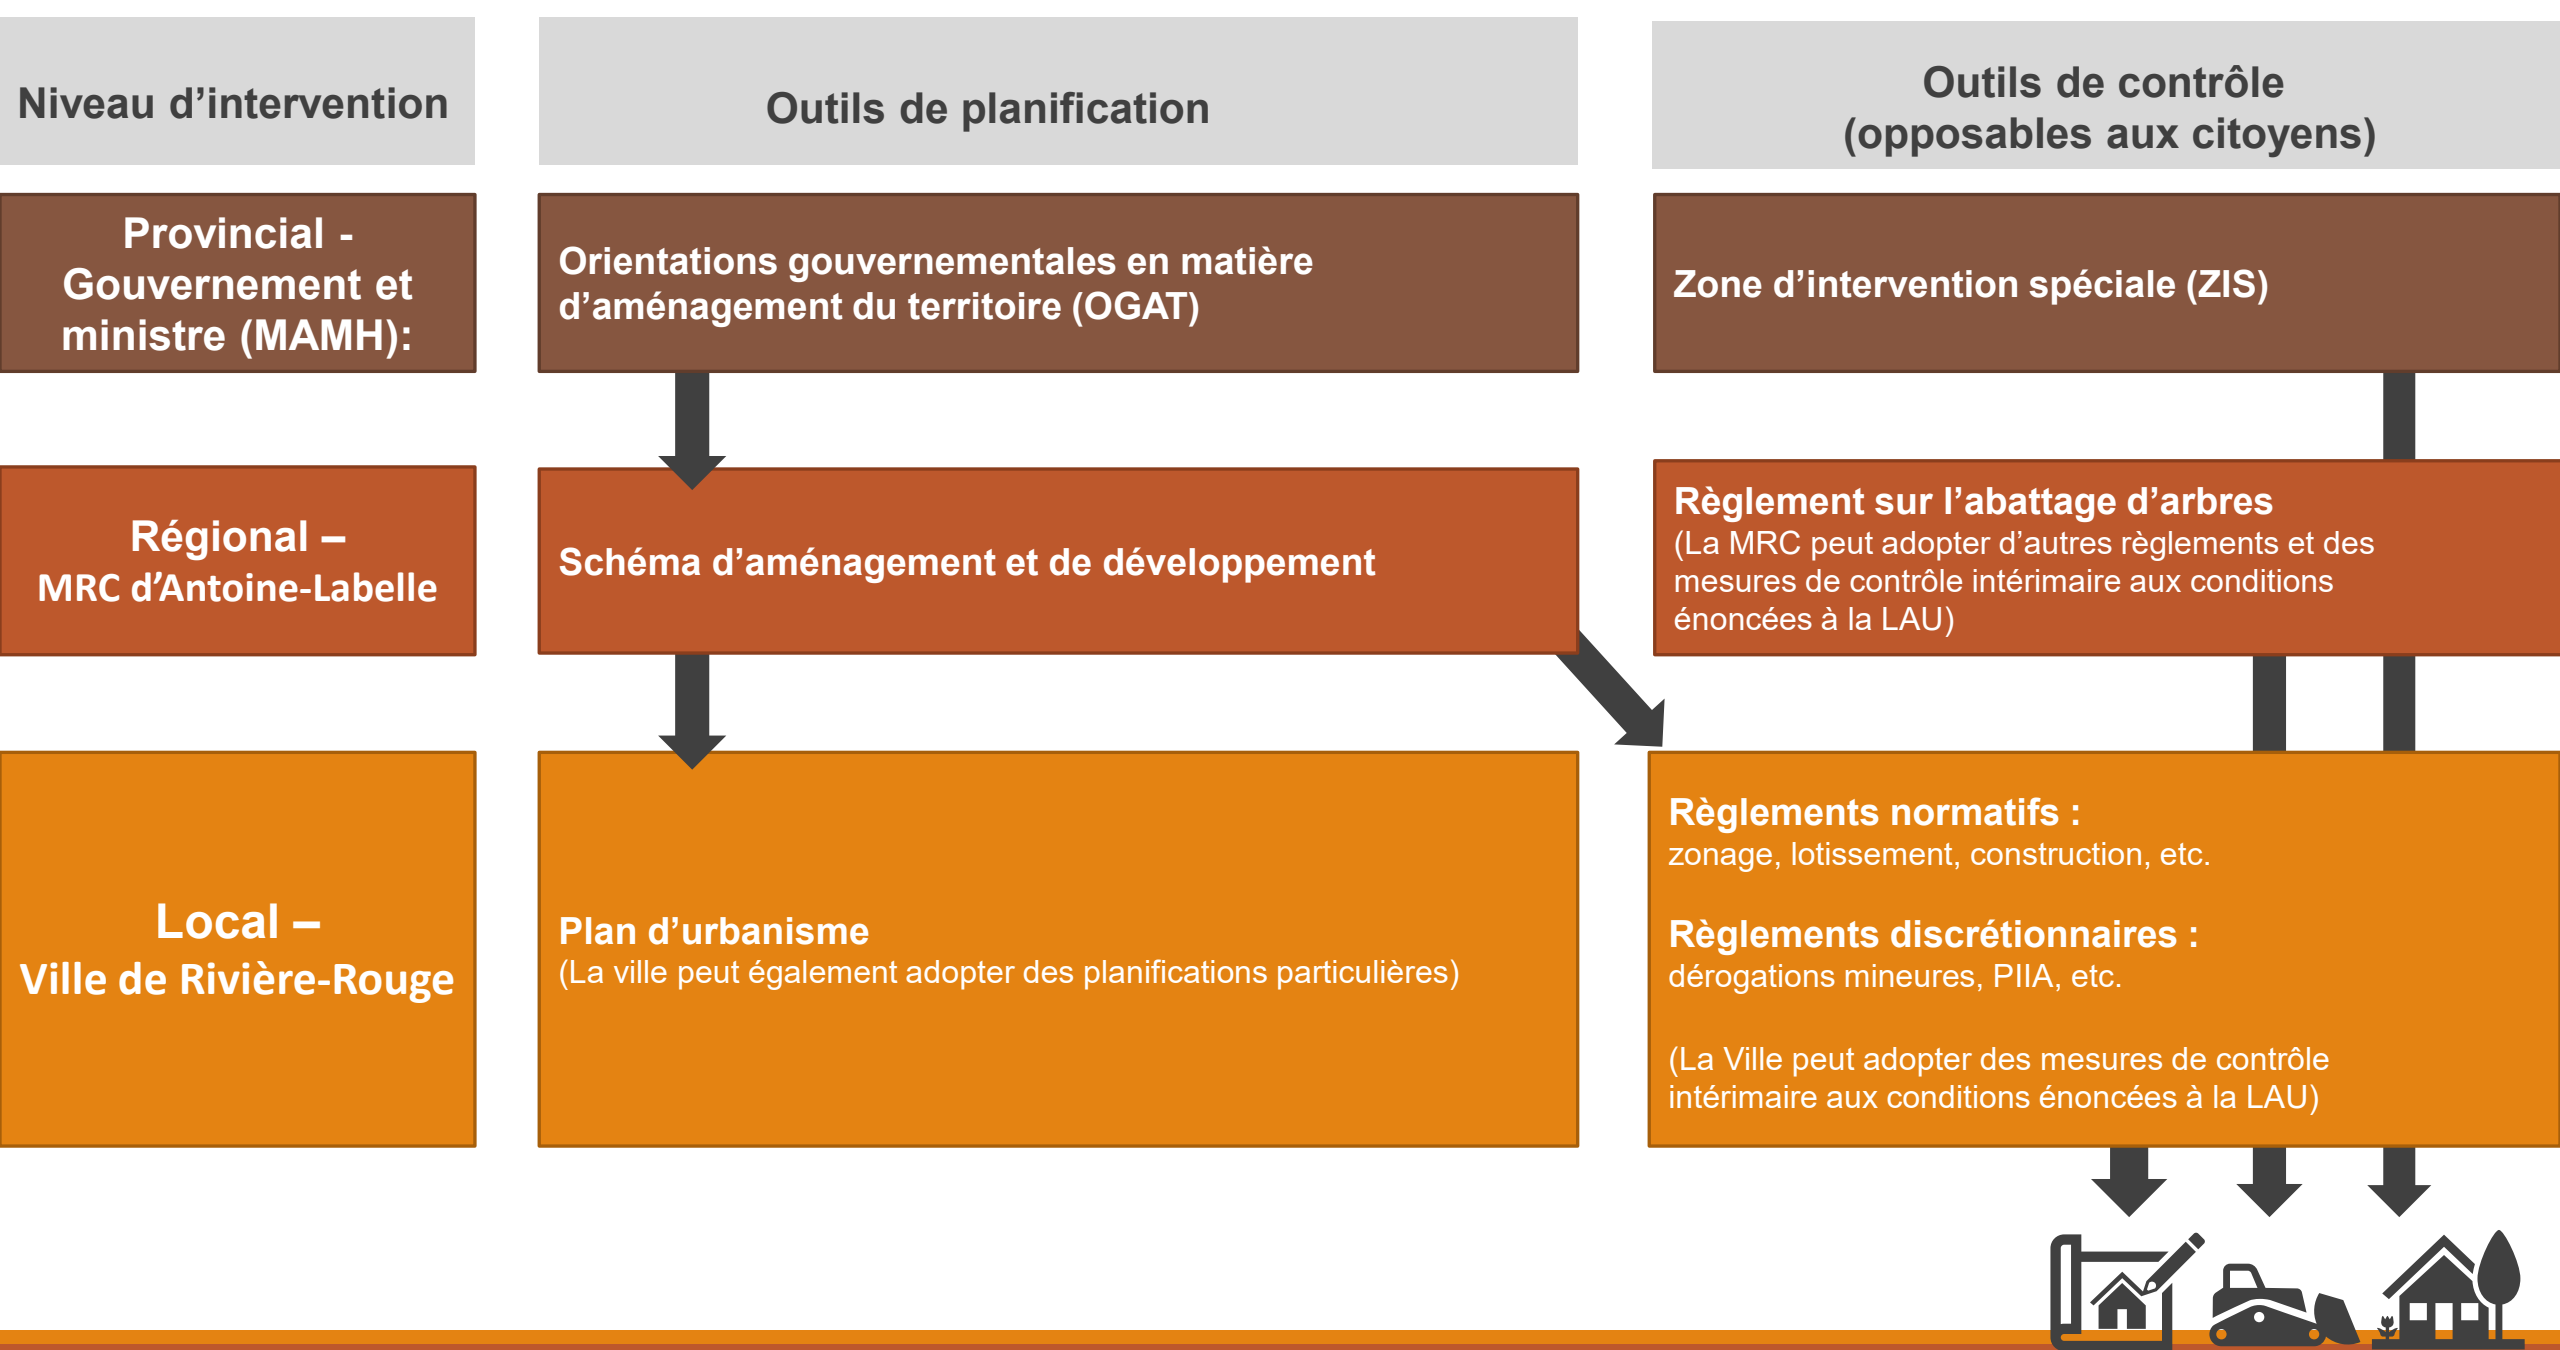 Niveau d’intervention
Outils de planification
Outils de contrôle
(opposables aux citoyens)
Provincial -
Gouvernement et
ministre (MAMH):
Orientations gouvernementales en matière
d’aménagement du territoire (OGAT)
Zone d’intervention spéciale (ZIS)
Régional –
MRC d’Antoine-Labelle
Schéma d’aménagement et de développement
Règlement sur l’abattage d’arbres
(La MRC peut adopter d’autres règlements et des
mesures de contrôle intérimaire aux conditions
énoncées à la LAU)
Local –
Ville de Rivière-Rouge
Plan d’urbanisme
(La ville peut également adopter des planifications particulières)
Règlements normatifs :
zonage, lotissement, construction, etc.
Règlements discrétionnaires :
dérogations mineures, PIIA, etc.
(La Ville peut adopter des mesures de contrôle
intérimaire aux conditions énoncées à la LAU)